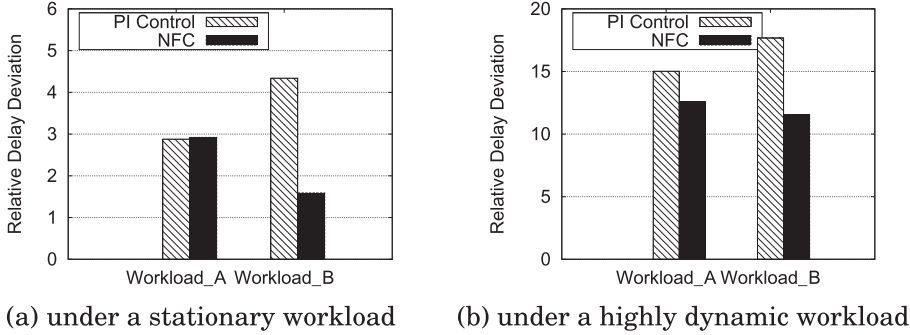 6
5
4
3
2
1
0
Relative Delay Deviation
PI Control
NFC
Workload_A Workload_B
(a) under a stationary workload
20
15
10
5
0
Relative Delay Deviation
PI Control
NFC
Workload_A Workload_B
(b) under a highly dynamic workload